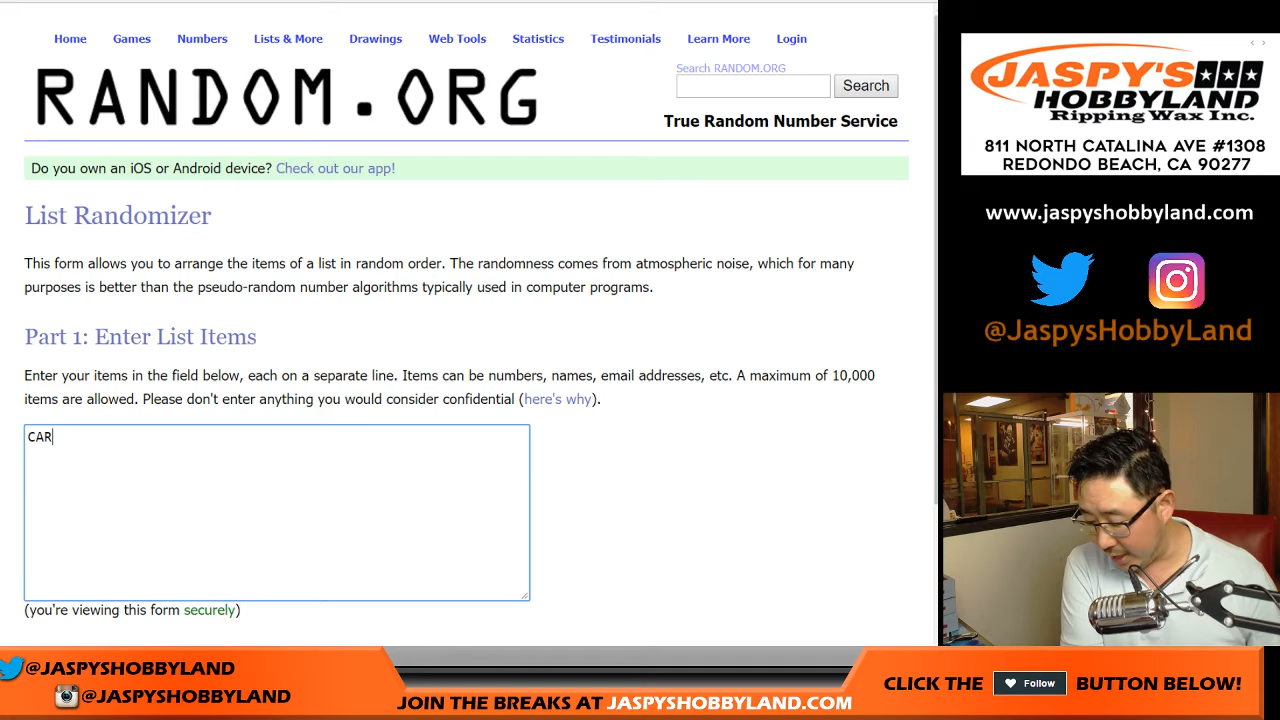 Home Games Numbers Lists & More Drawings Web Tools Statistics Testimonials Learn More Login
RANDOM.ORG
Search RANDOM.ORG
Search
True Random Number Service
Do you own an iOS or Android device? Check out our app!
List Randomizer
This form allows you to arrange the items of a list in random order. The randomness comes from atmospheric noise, which for many
purposes is better than the pseudo-random number algorithms typically used in computer programs.
Part 1: Enter List Items
Enter your items in the field below, each on a separate line. Items can be numbers, names, email addresses, etc. A maximum of 10,000
items are allowed. Please don't enter anything you would consider confidential (here's why).
CAR
(you're viewing this form securely)
JASPY'S
HOBBYLAND
Ripping Wax Inc.
811 NORTH CATALINA AVE #1308
REDONDO BEACH, CA 90277
www.jaspyshobbyland.com
@JaspysHobbyLand
@JASPYSHOBBYLAND
@JASPYSHOBBYLAND
JOIN THE BREAKS AT JASPYSHOBBYLAND.COM
CLICK THE Follow BUTTON BELOW!